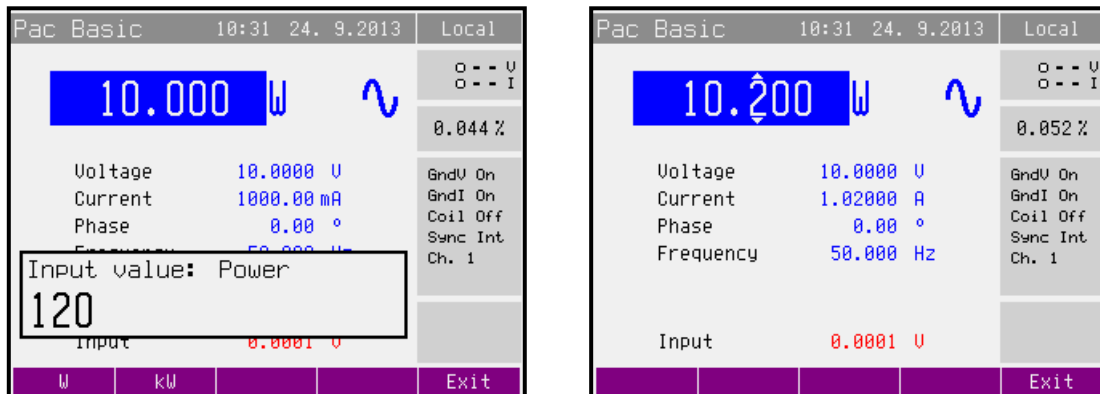 Pac Basic 10:31 24. 9.2013 Local
10.000 W
o-- V
o-- I
0.044 %
Voltage 10.0000 V
Current 1000.00 mA
Phase 0.00 °
GndV On
GndI On
Coil Off
Sync Int
Ch. 1
Input value: Power
120
Input 0.0001 V
W kW Exit
Pac Basic 10:31 24. 9.2013 Local
10.200 W
o-- V
o-- I
0.052 %
Voltage 10.0000 V
Current 1.02000 A
Phase 0.00 °
Frequency 50.000 Hz
GndV On
GndI On
Coil Off
Sync Int
Ch. 1
Input 0.0001 V
Exit